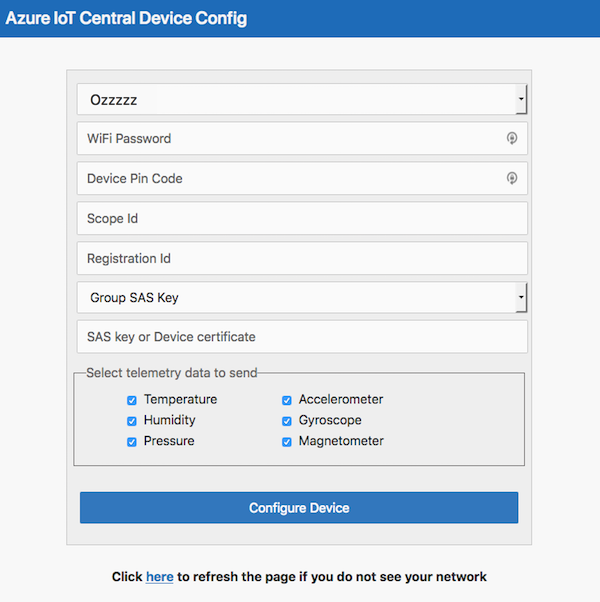 Azure IoT Central Device Config
Ozzzzz
WiFi Password
Device Pin Code
Scope Id
Registration Id
Group SAS Key
SAS key or Device certificate
Select telemetry data to send
Temperature Accelerometer
Humidity Gyroscope
Pressure Magnetometer
Configure Device
Click here to refresh the page if you do not see your network